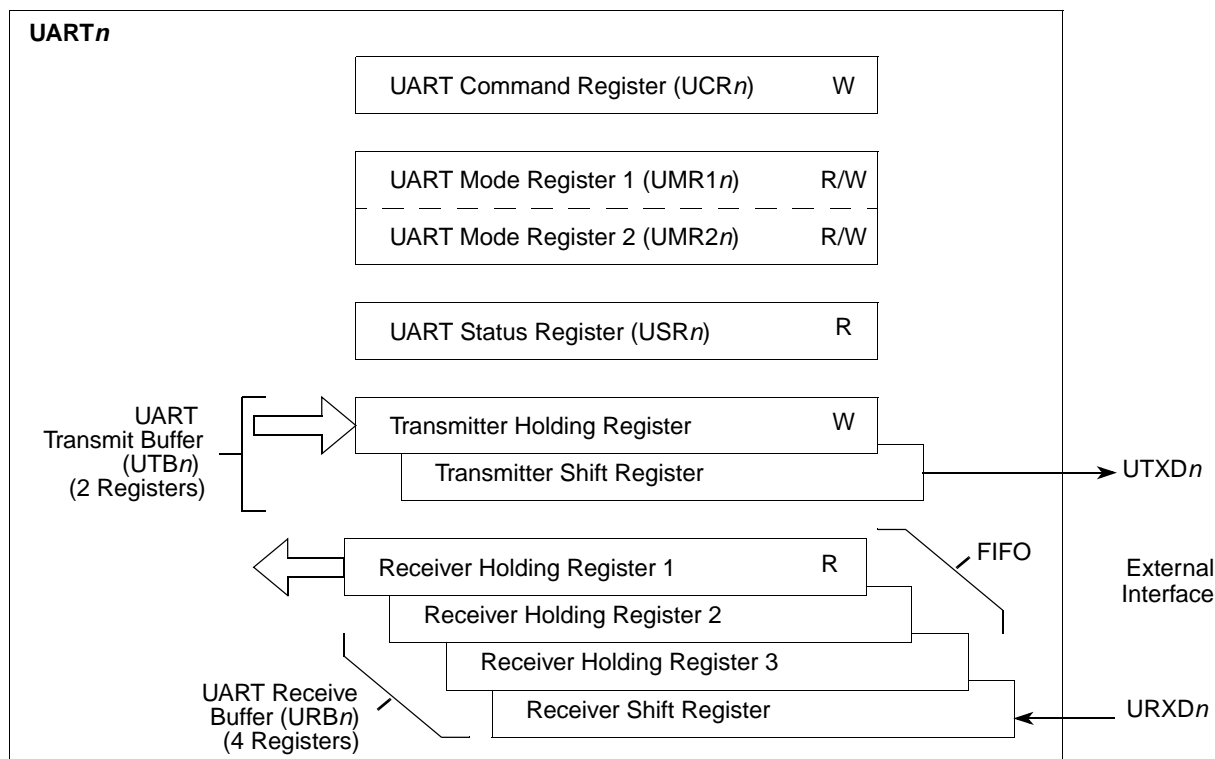 UARTn
UART Command Register (UCRn) W
UART Mode Register 1 (UMR1n) R/W
UART Mode Register 2 (UMR2n) R/W
UART Status Register (USRn) R
UART
Transmit Buffer
(UTBn)
(2 Registers)
Transmitter Holding Register W
Transmitter Shift Register
UTXDn
FIFO
External
Interface
Receiver Holding Register 1 R
Receiver Holding Register 2
Receiver Holding Register 3
Receiver Shift Register
UART Receive
Buffer (URBn)
(4 Registers)
URXDn